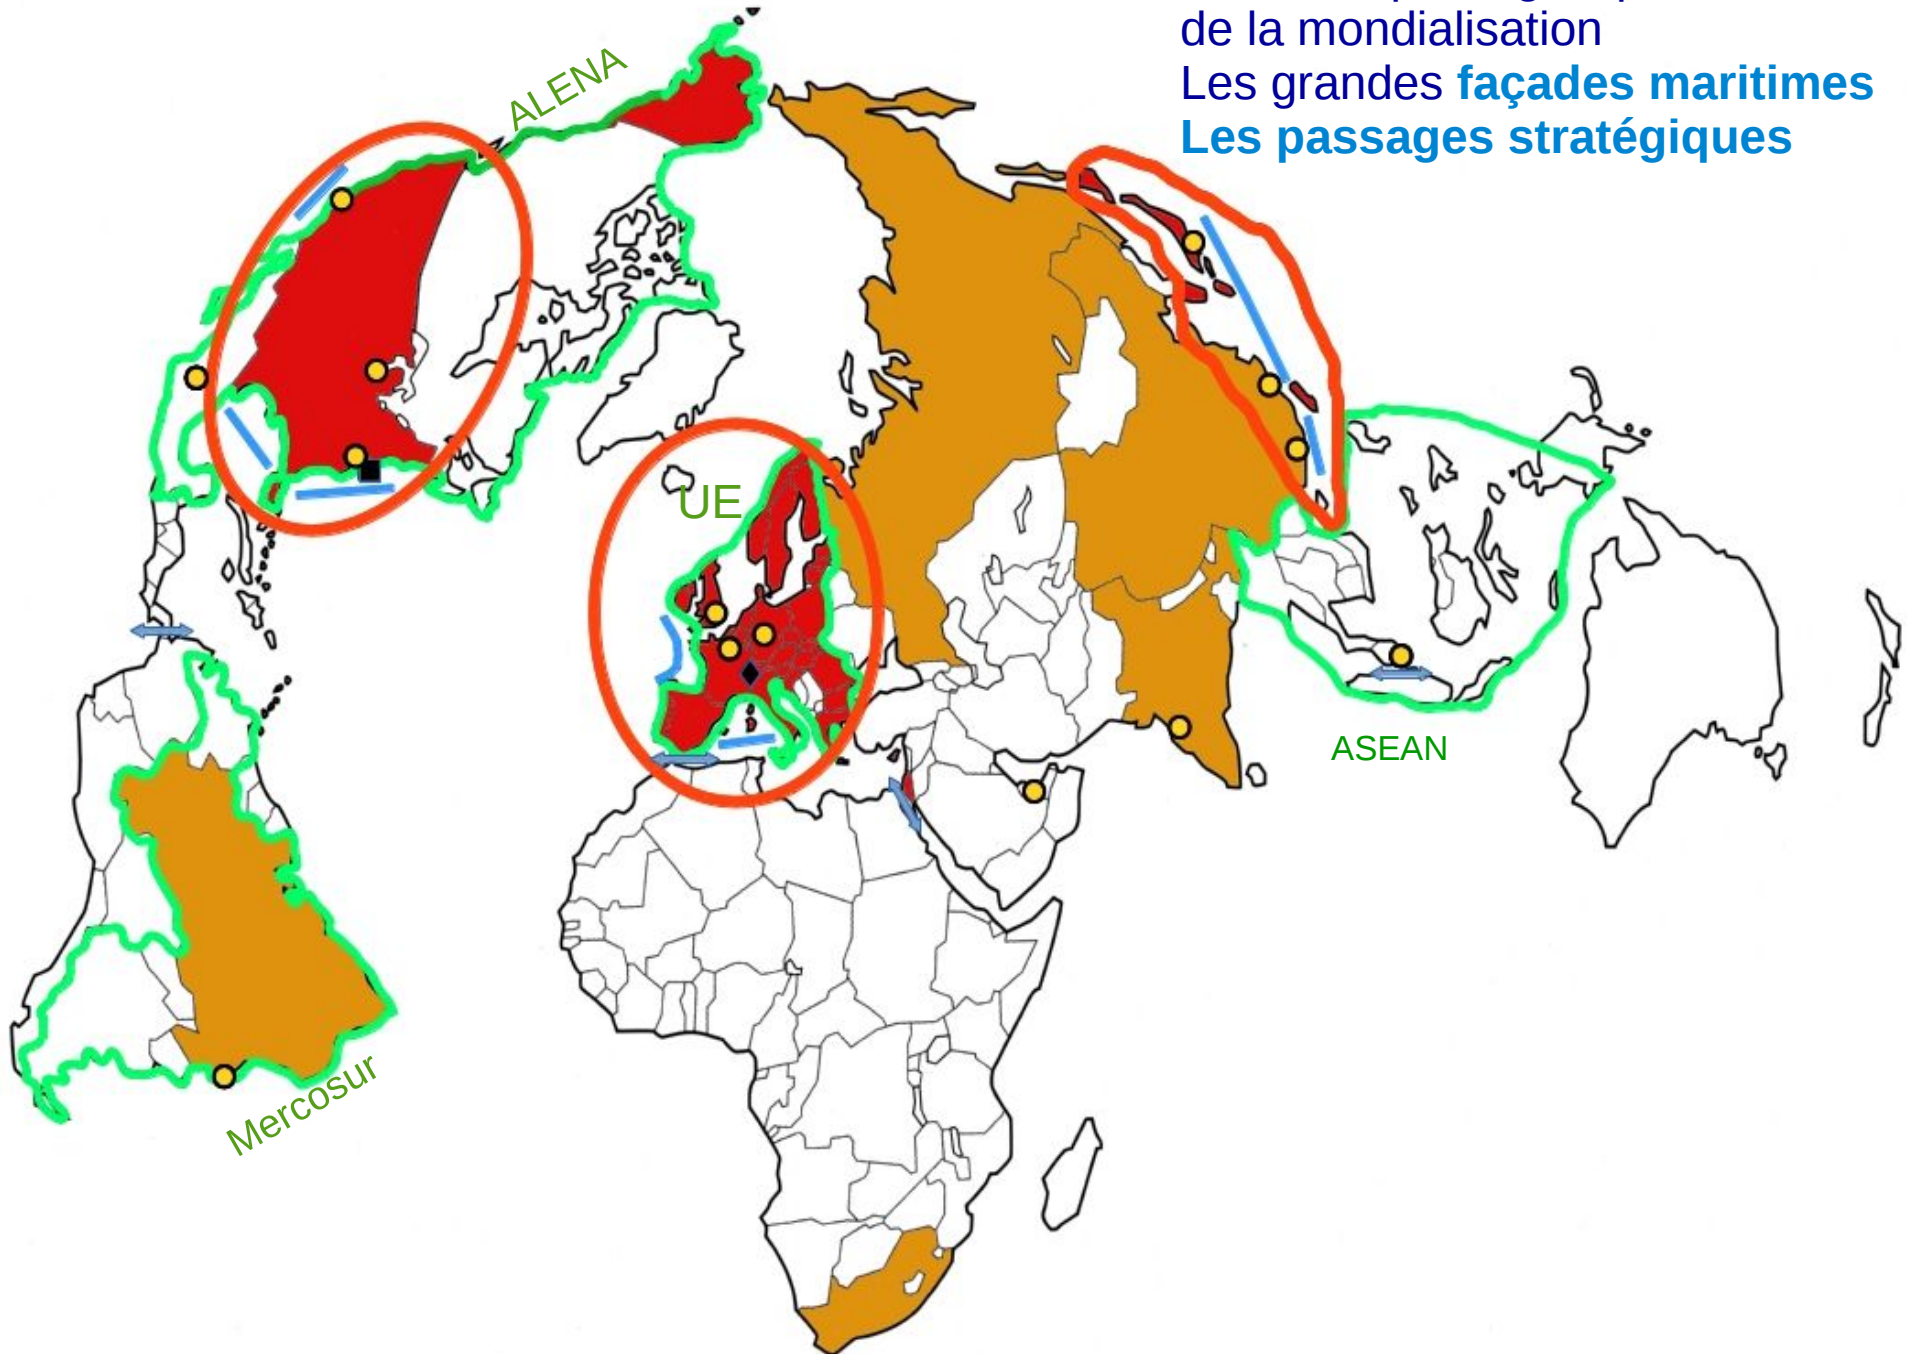 de la mondialisation
Les grandes façades maritimes
Les passages stratégiques
ALENA
UE
ASEAN
Mercosur